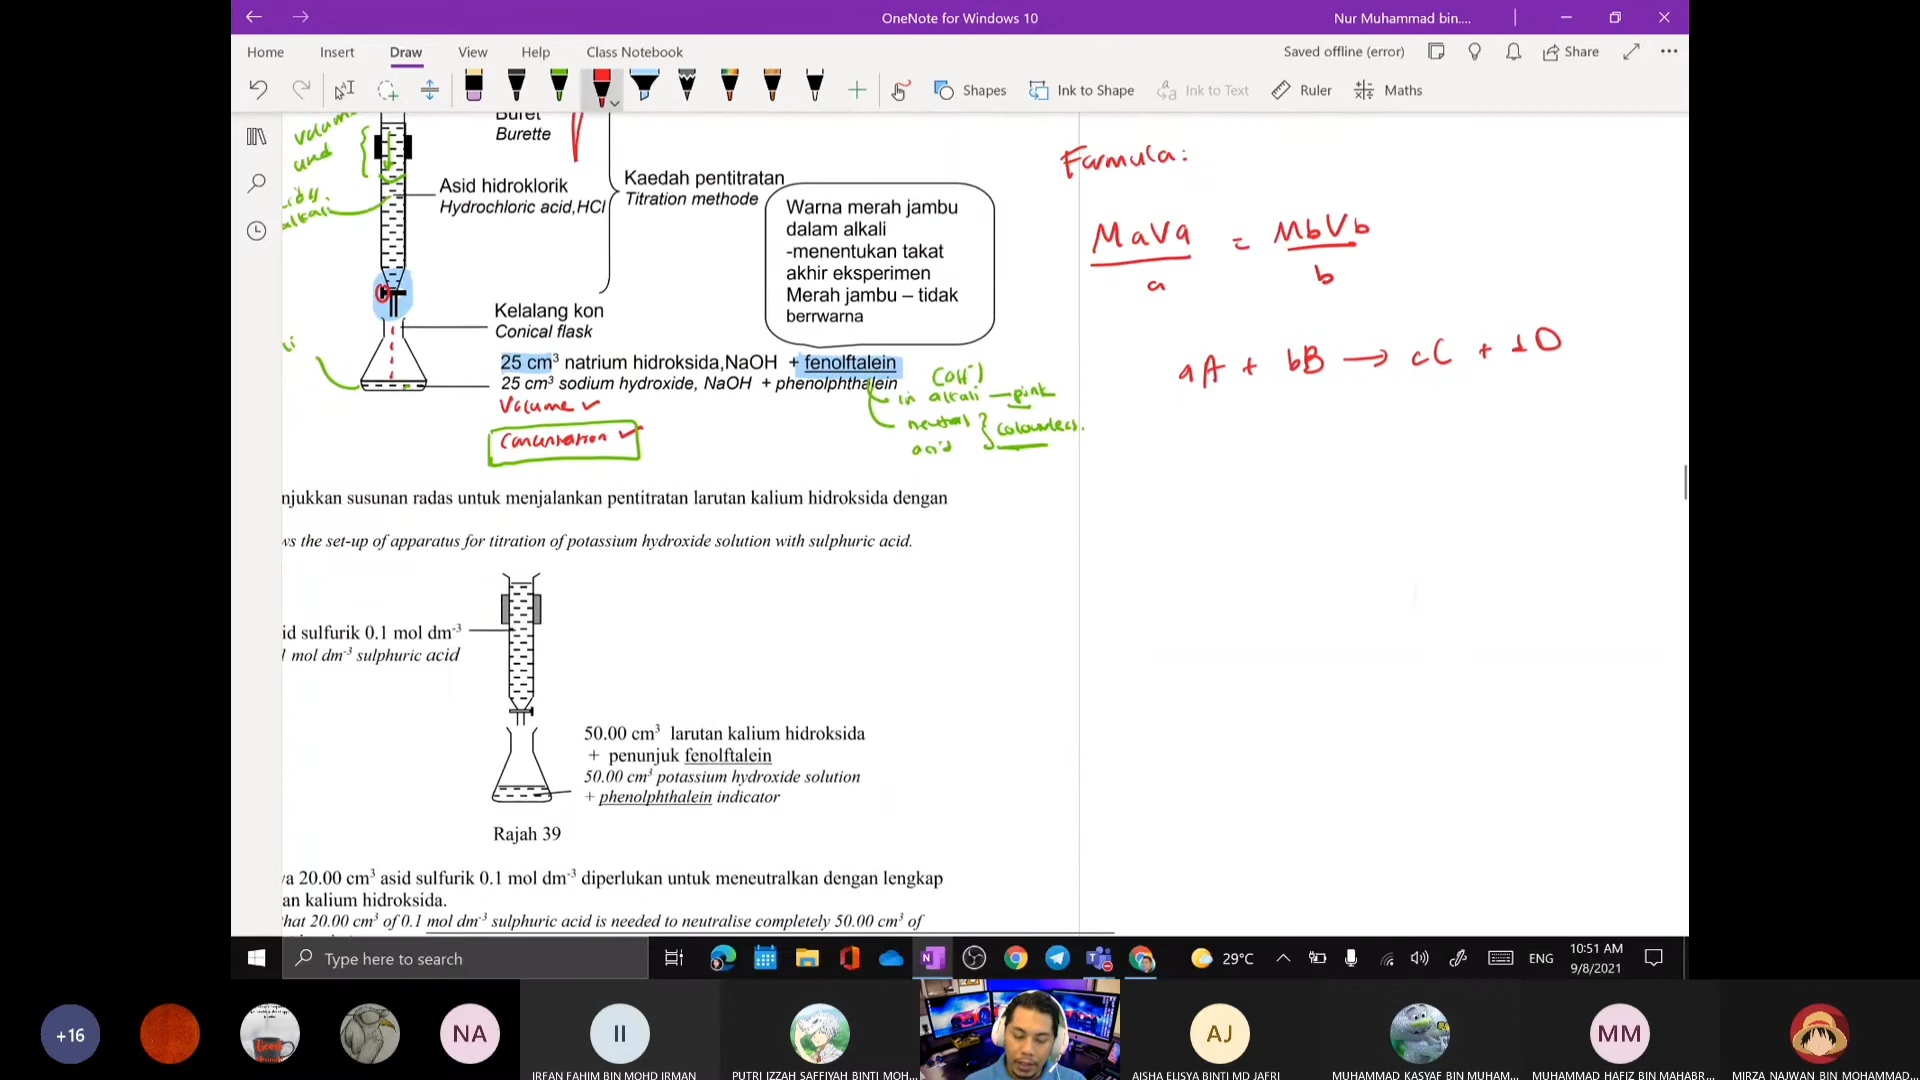 OneNote for Windows 10
Nur Muhammad bin....
Home Insert Draw View Help Class Notebook
Saved offline (error) Share
Shapes Ink to Shape Ink to Text Ruler Maths
Buret
Burette
volume
and
alkali
Asid hidroklorik
Hydrochloric acid,HCl
Kaedah pentitratan
Titration methode
Warna merah jambu
dalam alkali
-menentukan takat
akhir eksperimen
Merah jambu – tidak
berrwarna
Kelalang kon
Conical flask
25 cm³ natrium hidroksida,NaOH + fenolftalein
25 cm³ sodium hydroxide, NaOH + phenolphthalein
Volume ✓
Concentration ✓
(OH⁻)
in alkali — pink
neutral
acid
} colourless.
Formula:
MaVa = MbVb
a b
aA + bB → cC + dD
njukkan susunan radas untuk menjalankan pentitratan larutan kalium hidroksida dengan
ws the set-up of apparatus for titration of potassium hydroxide solution with sulphuric acid.
id sulfurik 0.1 mol dm⁻³
1 mol dm⁻³ sulphuric acid
50.00 cm³ larutan kalium hidroksida
+ penunjuk fenolftalein
50.00 cm³ potassium hydroxide solution
+ phenolphthalein indicator
Rajah 39
ya 20.00 cm³ asid sulfurik 0.1 mol dm⁻³ diperlukan untuk meneutralkan dengan lengkap
an kalium hidroksida.
that 20.00 cm³ of 0.1 mol dm⁻³ sulphuric acid is needed to neutralise completely 50.00 cm³ of
Type here to search
29°C
ENG
10:51 AM
9/8/2021
+16
Good
NA
II
AJ
MM
IRFAN FAHIM BIN MOHD IRMAN
PUTRI IZZAH SAFFIYAH BINTI MOH...
AISHA ELISYA BINTI MD JAFRI
MUHAMMAD KASYAF BIN MUHAM...
MUHAMMAD HAFIZ BIN MAHABR...
MIRZA NAJWAN BIN MOHAMMAD...